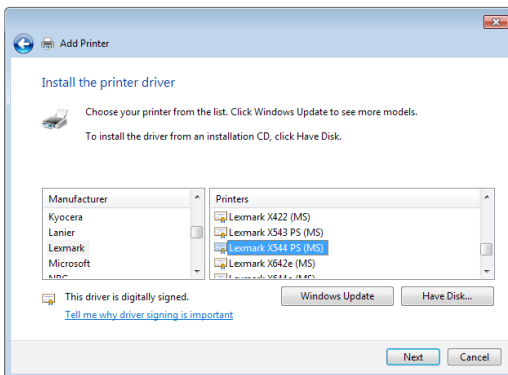 Add Printer
Install the printer driver
Choose your printer from the list. Click Windows Update to see more models.
To install the driver from an installation CD, click Have Disk.
Manufacturer
Kyocera
Lanier
Lexmark
Microsoft
Printers
Lexmark X422 (MS)
Lexmark X543 PS (MS)
Lexmark X544 PS (MS)
Lexmark X642e (MS)
This driver is digitally signed.
Tell me why driver signing is important
Windows Update
Have Disk...
Next
Cancel